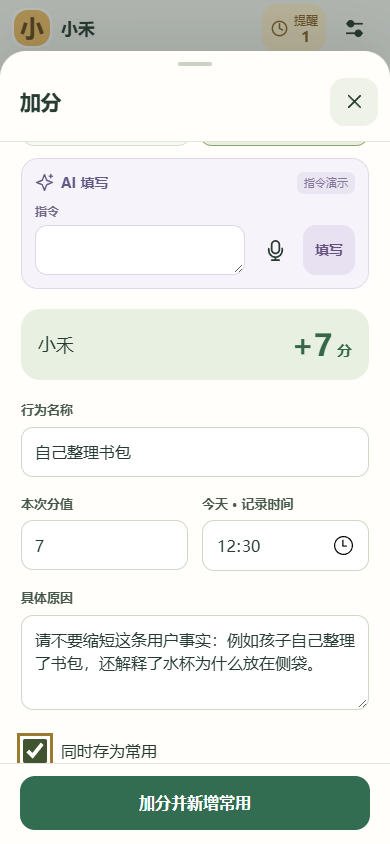 小
小禾
提醒
1
加分
AI 填写
指令演示
指令
填写
小禾
+7 分
行为名称
自己整理书包
本次分值
今天 • 记录时间
7
12:30
具体原因
请不要缩短这条用户事实：例如孩子自己整理
了书包，还解释了水杯为什么放在侧袋。
同时存为常用
加分并新增常用